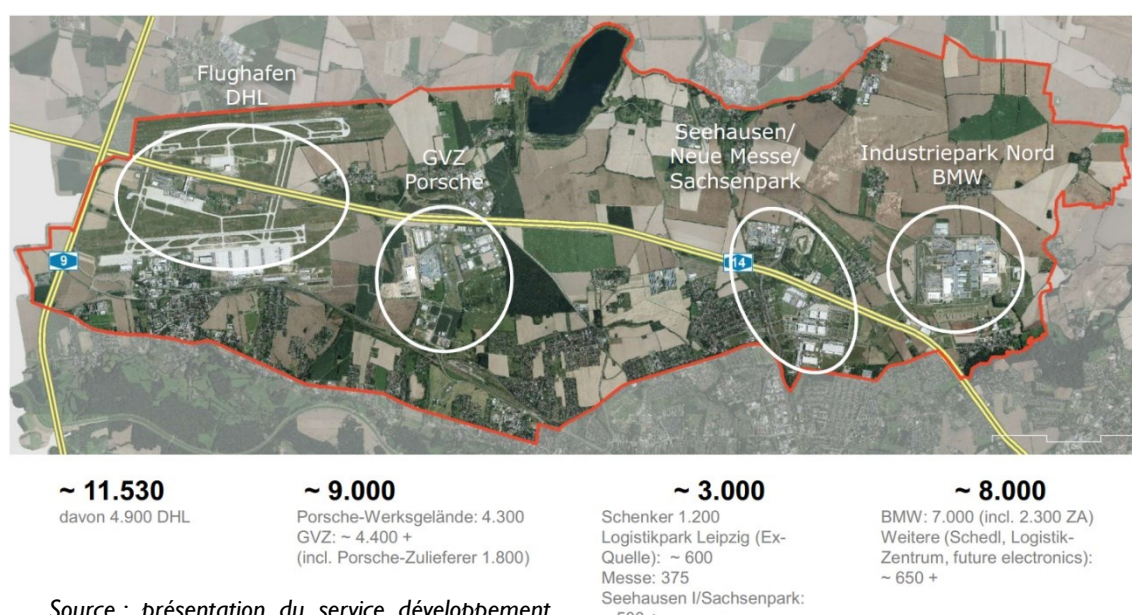 Flughafen
DHL
GVZ
Porsche
Seehausen/
Neue Messe/
Sachsenpark
Industriepark Nord
BMW
9
14
~ 11.530
davon 4.900 DHL
~ 9.000
Porsche-Werksgelände: 4.300
GVZ: ~ 4.400 +
(incl. Porsche-Zulieferer 1.800)
~ 3.000
Schenker 1.200
Logistikpark Leipzig (Ex-
Quelle): ~ 600
Messe: 375
Seehausen I/Sachsenpark:
~ 8.000
BMW: 7.000 (incl. 2.300 ZA)
Weitere (Schedl, Logistik-
Zentrum, future electronics):
~ 650 +
Source : présentation du service développement